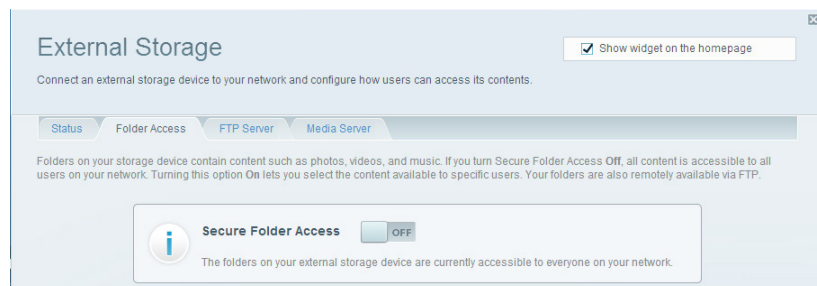 External Storage
Show widget on the homepage
Connect an external storage device to your network and configure how users can access its contents.
Status Folder Access FTP Server Media Server
Folders on your storage device contain content such as photos, videos, and music. If you turn Secure Folder Access Off, all content is accessible to all
users on your network. Turning this option On lets you select the content available to specific users. Your folders are also remotely available via FTP.
Secure Folder Access OFF
The folders on your external storage device are currently accessible to everyone on your network.